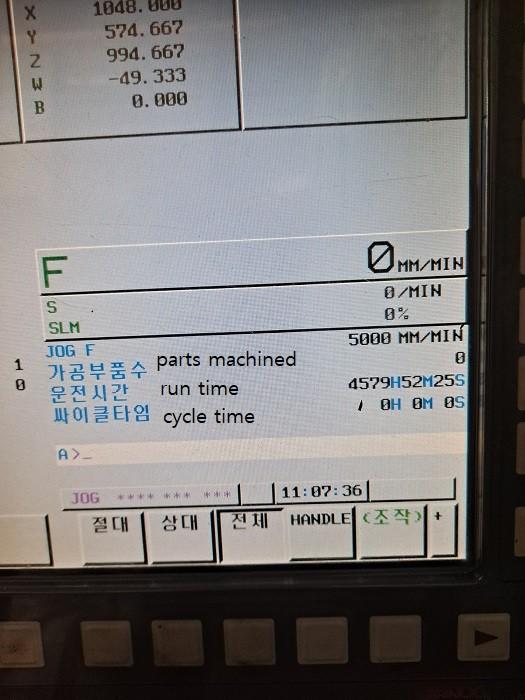 X 1048.000
Y 574.667
Z 994.667
W -49.333
B 0.000
F 0 MM/MIN
S 0/MIN
SLM 0%
JOG F 5000 MM/MIN
1 가공부품수 parts machined 0
0 운전시간 run time 4579H52M25S
싸이클타임 cycle time 0H 0M 0S
A>_
JOG **** *** *** 11:07:36
절대 상대 전체 HANDLE (조작) +